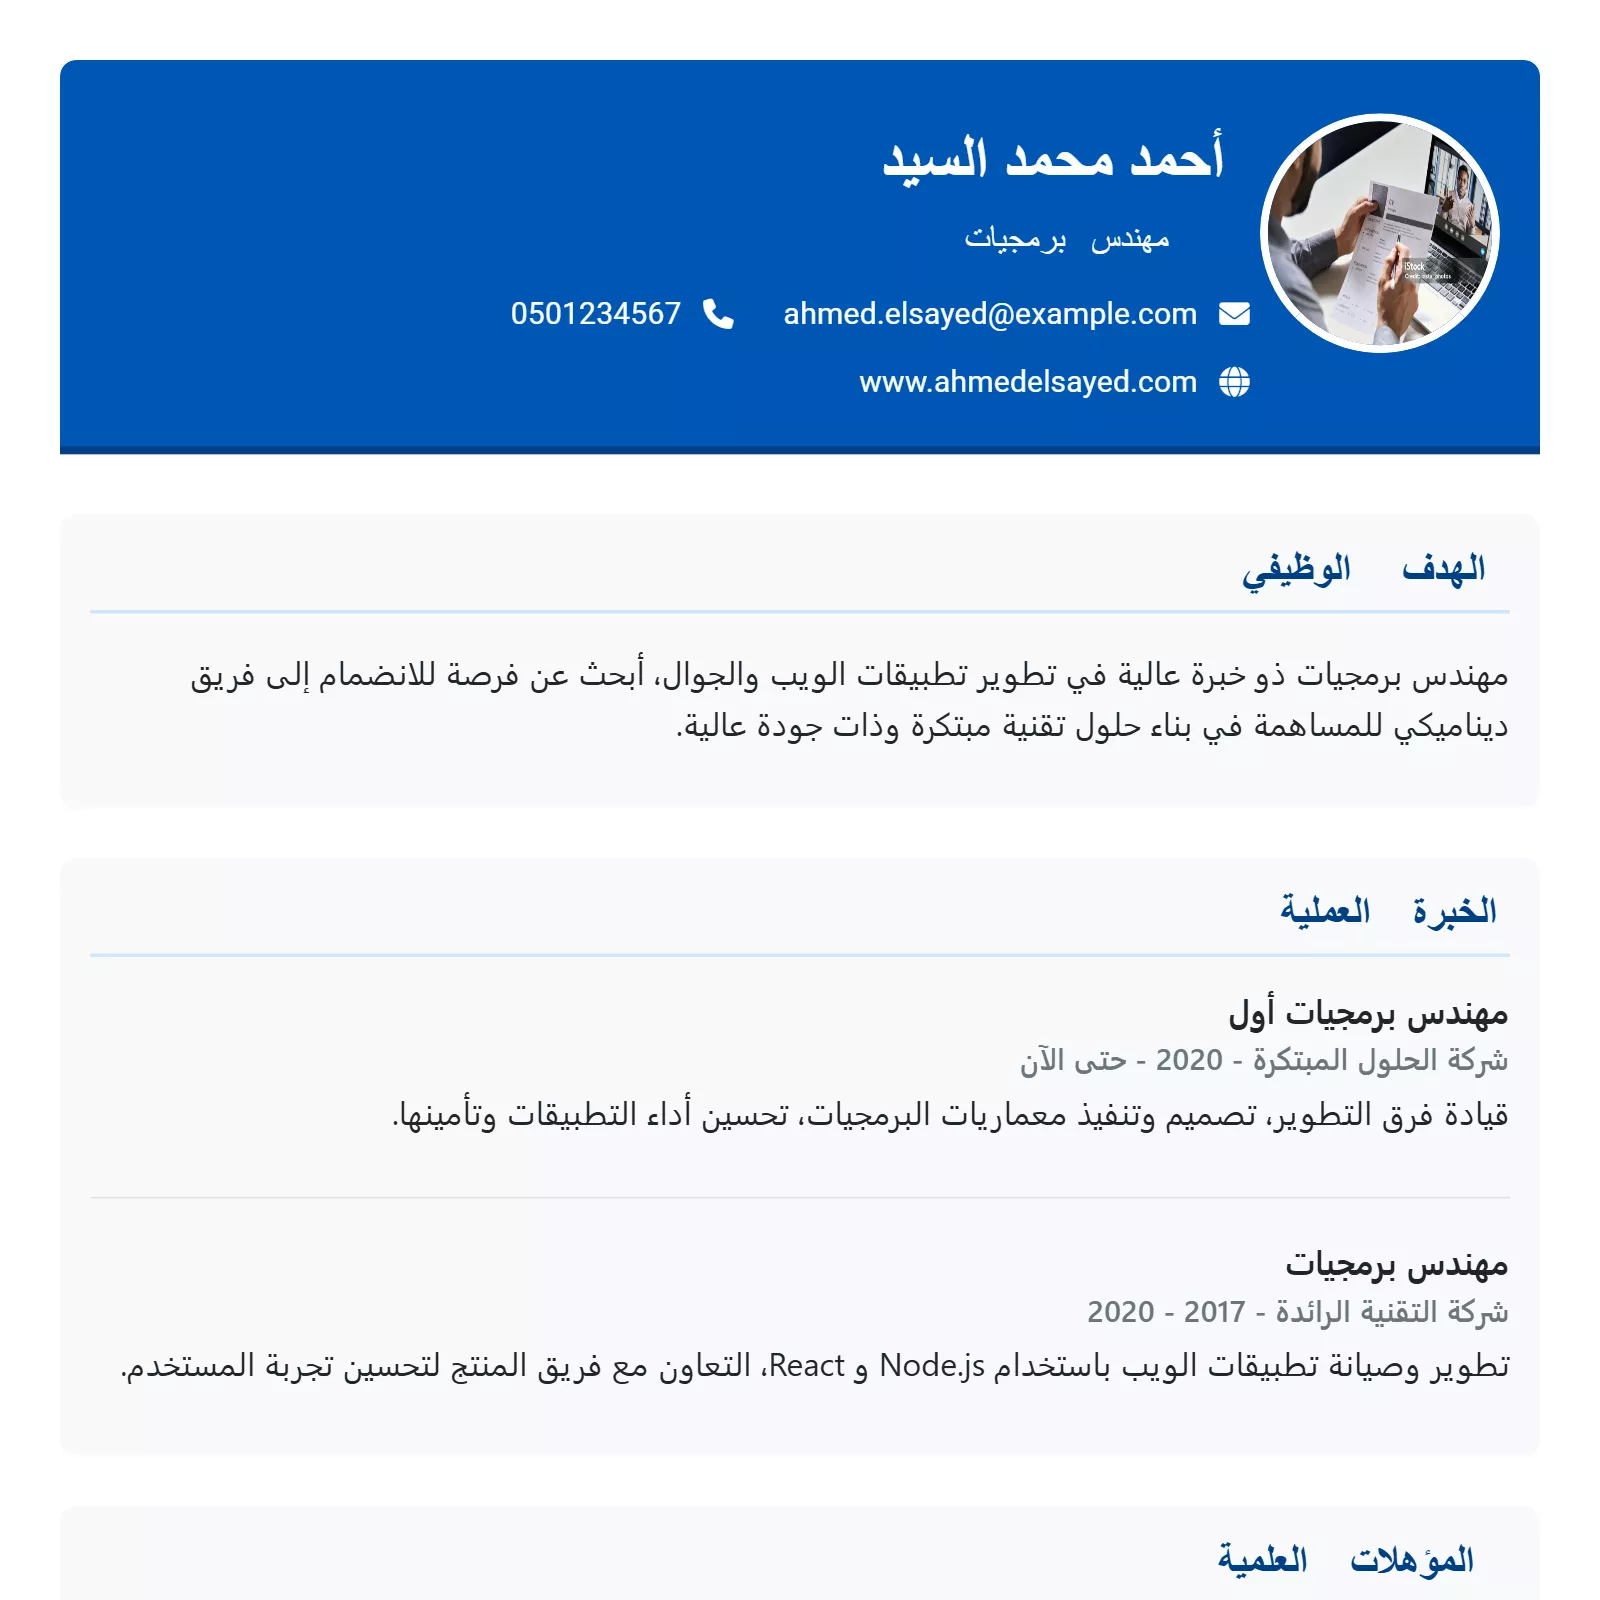 أحمد محمد السيد
مهندس برمجيات
ahmed.elsayed@example.com
0501234567
www.ahmedelsayed.com
iStock
الهدف الوظيفي
مهندس برمجيات ذو خبرة عالية في تطوير تطبيقات الويب والجوال، أبحث عن فرصة للانضمام إلى فريق
ديناميكي للمساهمة في بناء حلول تقنية مبتكرة وذات جودة عالية.
الخبرة العملية
مهندس برمجيات أول
شركة الحلول المبتكرة - 2020 - حتى الآن
قيادة فرق التطوير، تصميم وتنفيذ معماريات البرمجيات، تحسين أداء التطبيقات وتأمينها.
مهندس برمجيات
شركة التقنية الرائدة - 2017 - 2020
تطوير وصيانة تطبيقات الويب باستخدام Node.js و React، التعاون مع فريق المنتج لتحسين تجربة المستخدم.
المؤهلات العلمية